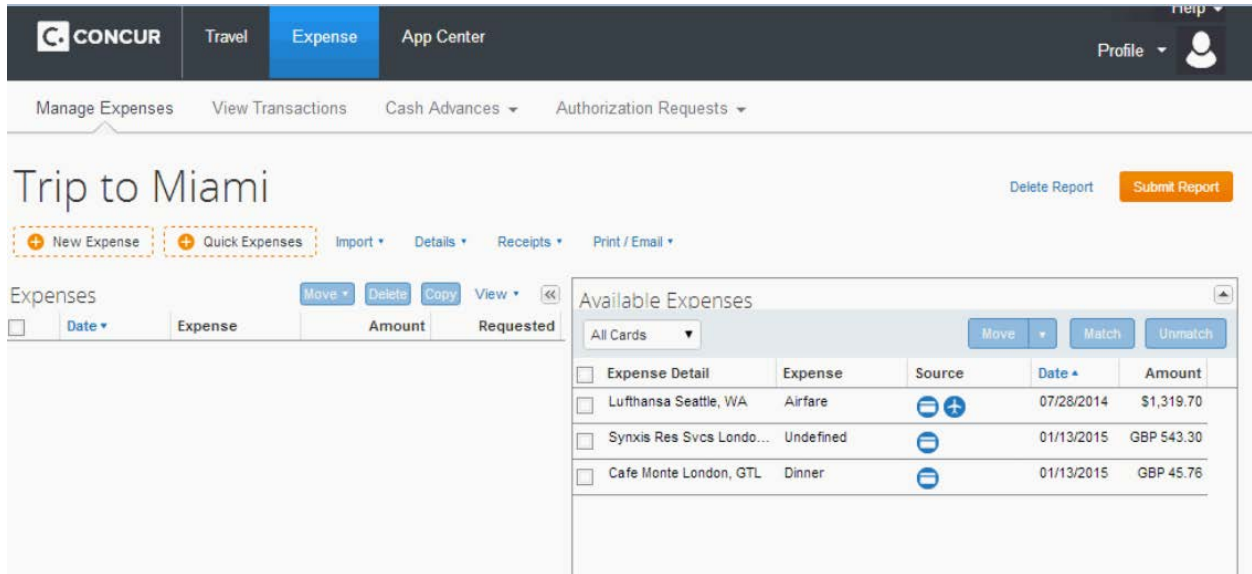 Help
C. CONCUR Travel Expense App Center
Profile
Manage Expenses View Transactions Cash Advances Authorization Requests
Trip to Miami
Delete Report Submit Report
New Expense Quick Expenses Import Details Receipts Print / Email
Expenses Move Delete Copy View
Date Expense Amount Requested
Available Expenses
All Cards Move Match Unmatch
Expense Detail Expense Source Date Amount
Lufthansa Seattle, WA Airfare 07/28/2014 $1,319.70
Synxis Res Svcs Londo... Undefined 01/13/2015 GBP 543.30
Cafe Monte London, GTL Dinner 01/13/2015 GBP 45.76